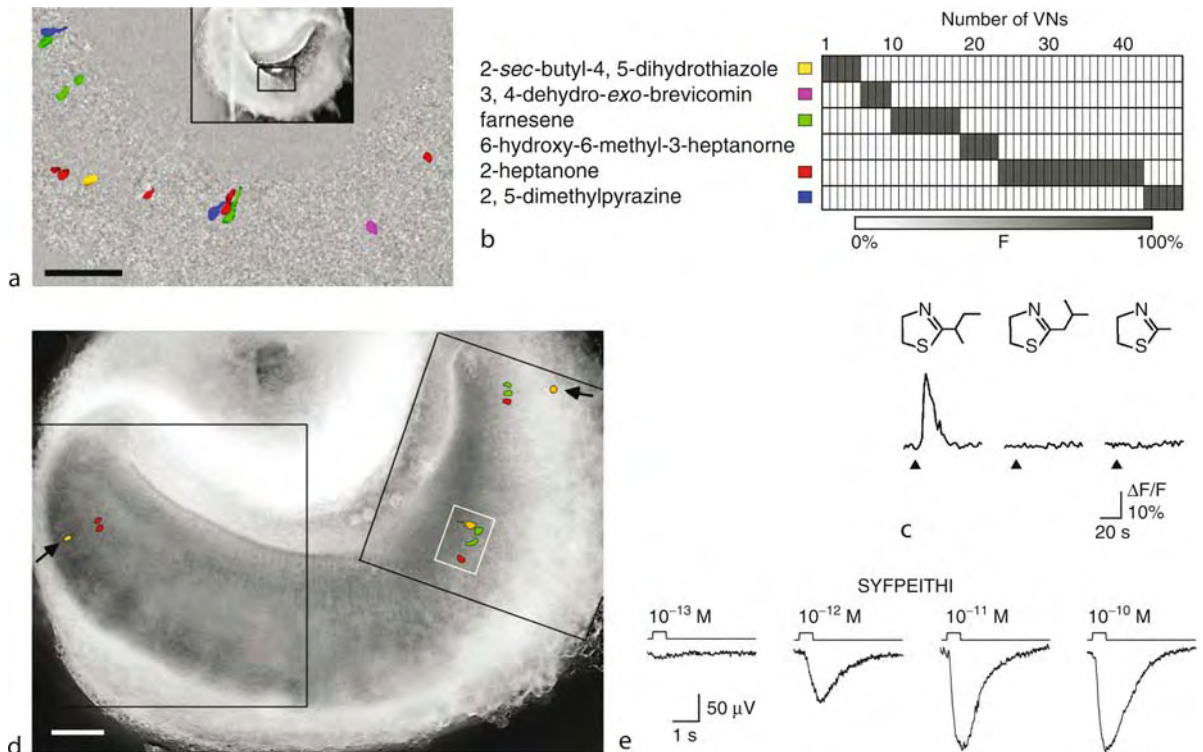 a
Number of VNs
1 10 20 30 40
2-sec-butyl-4, 5-dihydrothiazole
3, 4-dehydro-exo-brevicomin
farnesene
6-hydroxy-6-methyl-3-heptanorne
2-heptanone
2, 5-dimethylpyrazine
b
0% F 100%
N N N
S S S
ΔF/F
10%
20 s
c
d
SYFPEITHI
10⁻¹³ M 10⁻¹² M 10⁻¹¹ M 10⁻¹⁰ M
50 μV
1 s
e